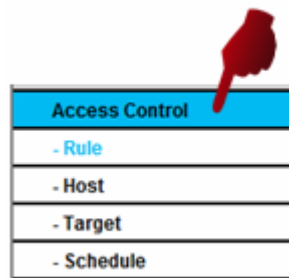 Access Control
- Rule
- Host
- Target
- Schedule